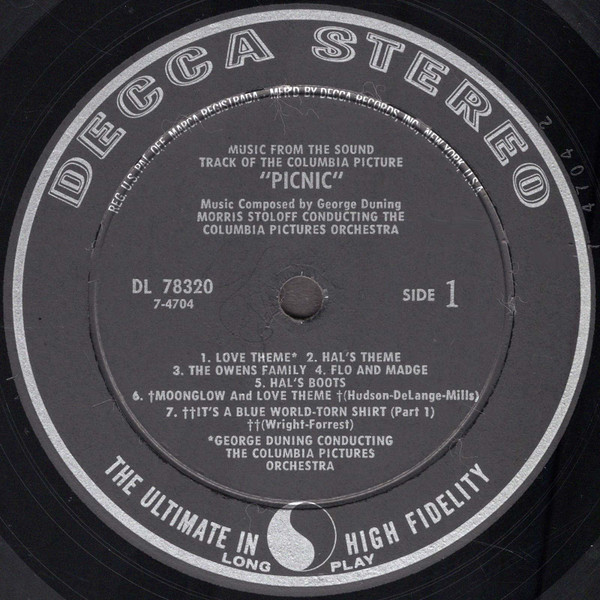 DECCA STEREO
REG. U.S. PAT. OFF. MARCA REGISTRADA MF'R'D BY DECCA RECORDS, INC., NEW YORK, U.S.A.
MUSIC FROM THE SOUND
TRACK OF THE COLUMBIA PICTURE
"PICNIC"
Music Composed by George Duning
MORRIS STOLOFF CONDUCTING THE
COLUMBIA PICTURES ORCHESTRA
DL 78320
7-4704
SIDE 1
1. LOVE THEME* 2. HAL'S THEME
3. THE OWENS FAMILY 4. FLO AND MADGE
5. HAL'S BOOTS
6. †MOONGLOW And LOVE THEME †(Hudson-DeLange-Mills)
7. ††IT'S A BLUE WORLD-TORN SHIRT (Part 1)
††(Wright-Forrest)
*GEORGE DUNING CONDUCTING
THE COLUMBIA PICTURES
ORCHESTRA
THE ULTIMATE IN HIGH FIDELITY
LONG PLAY